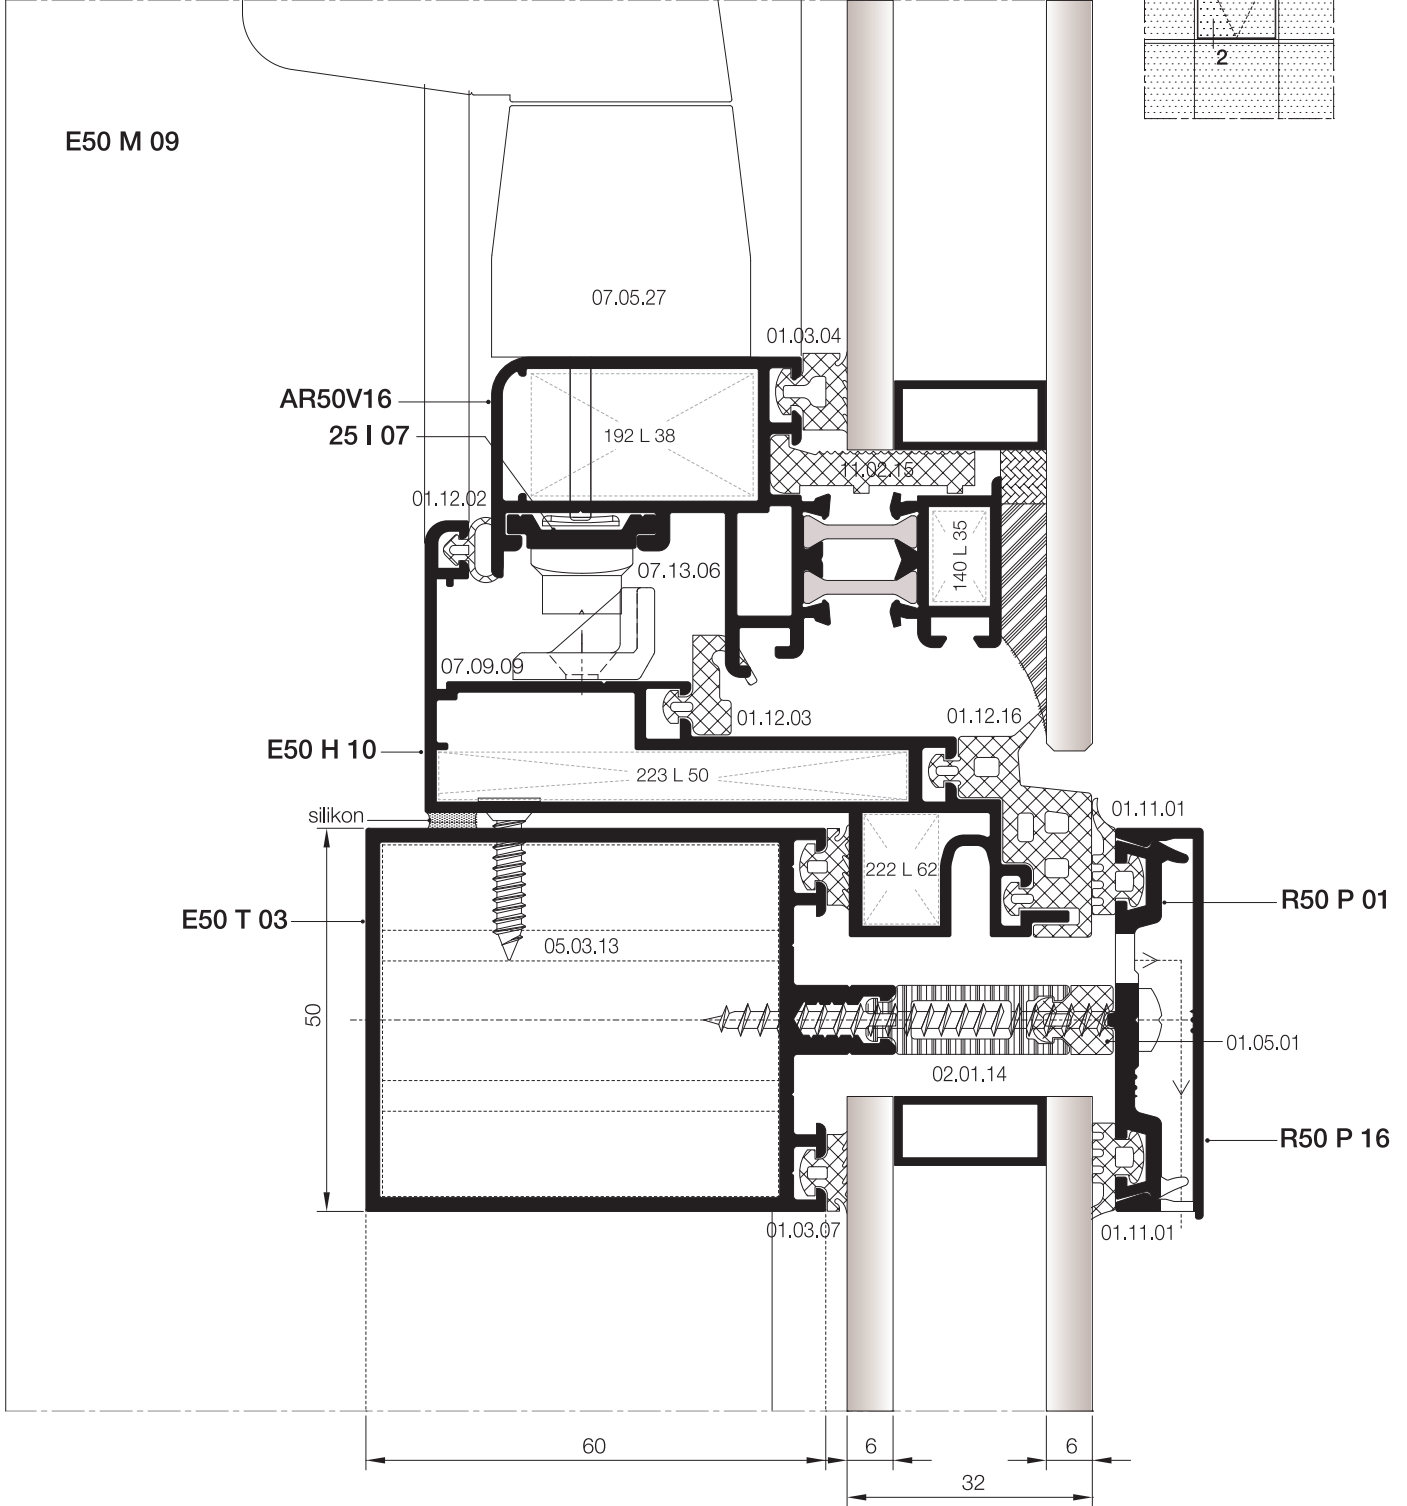 2
E50 M 09
07.05.27
01.03.04
AR50V16
25 I 07
192 L 38
11.02.15
01.12.02
140 L 35
07.13.06
07.09.09
01.12.03
01.12.16
E50 H 10
223 L 50
silikon
01.11.01
222 L 62
R50 P 01
E50 T 03
05.03.13
50
01.05.01
02.01.14
R50 P 16
01.03.07
01.11.01
60
6
6
32